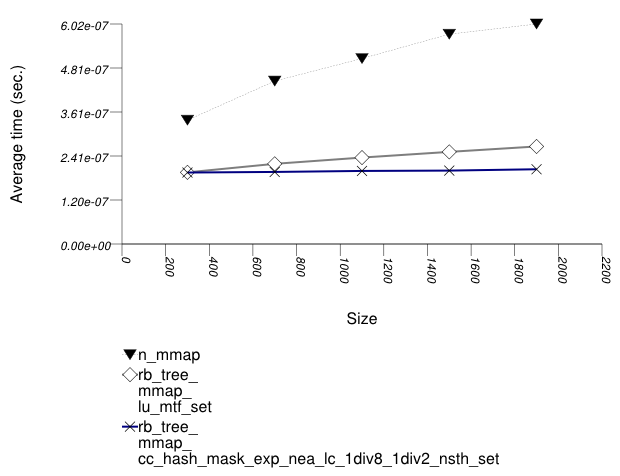 6.02e-07
4.81e-07
3.61e-07
2.41e-07
1.20e-07
0.00e+00
Average time (sec.)
0
200
400
600
800
1000
1200
1400
1600
1800
2000
2200
Size
n_mmap
rb_tree_
mmap_
lu_mtf_set
rb_tree_
mmap_
cc_hash_mask_exp_nea_lc_1div8_1div2_nsth_set